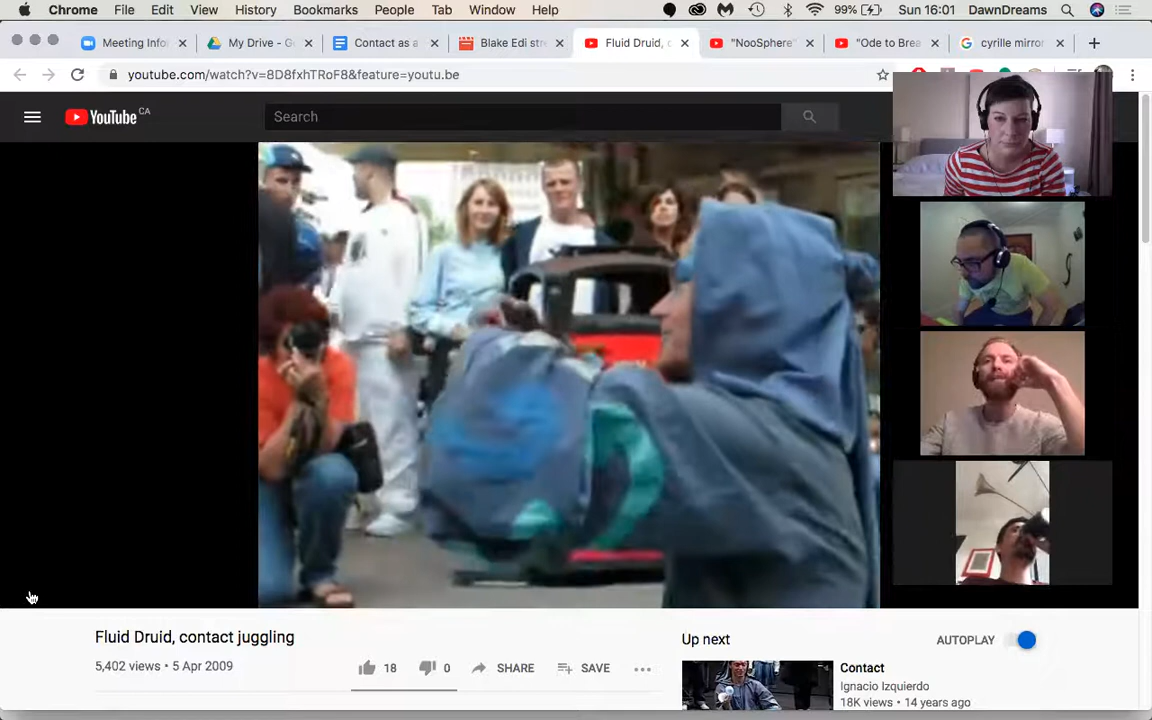 Chrome File Edit View History Bookmarks People Tab Window Help 99% Sun 16:01 DawnDreams
Meeting Info My Drive - G Contact as a Blake Edi str Fluid Druid, c "NooSphere" "Ode to Brea cyrille mirror
youtube.com/watch?v=8D8fxhTRoF8&feature=youtu.be
YouTube CA
Search
Fluid Druid, contact juggling
5,402 views • 5 Apr 2009
18 0 SHARE SAVE
Up next AUTOPLAY
Contact
Ignacio Izquierdo
18K views • 14 years ago